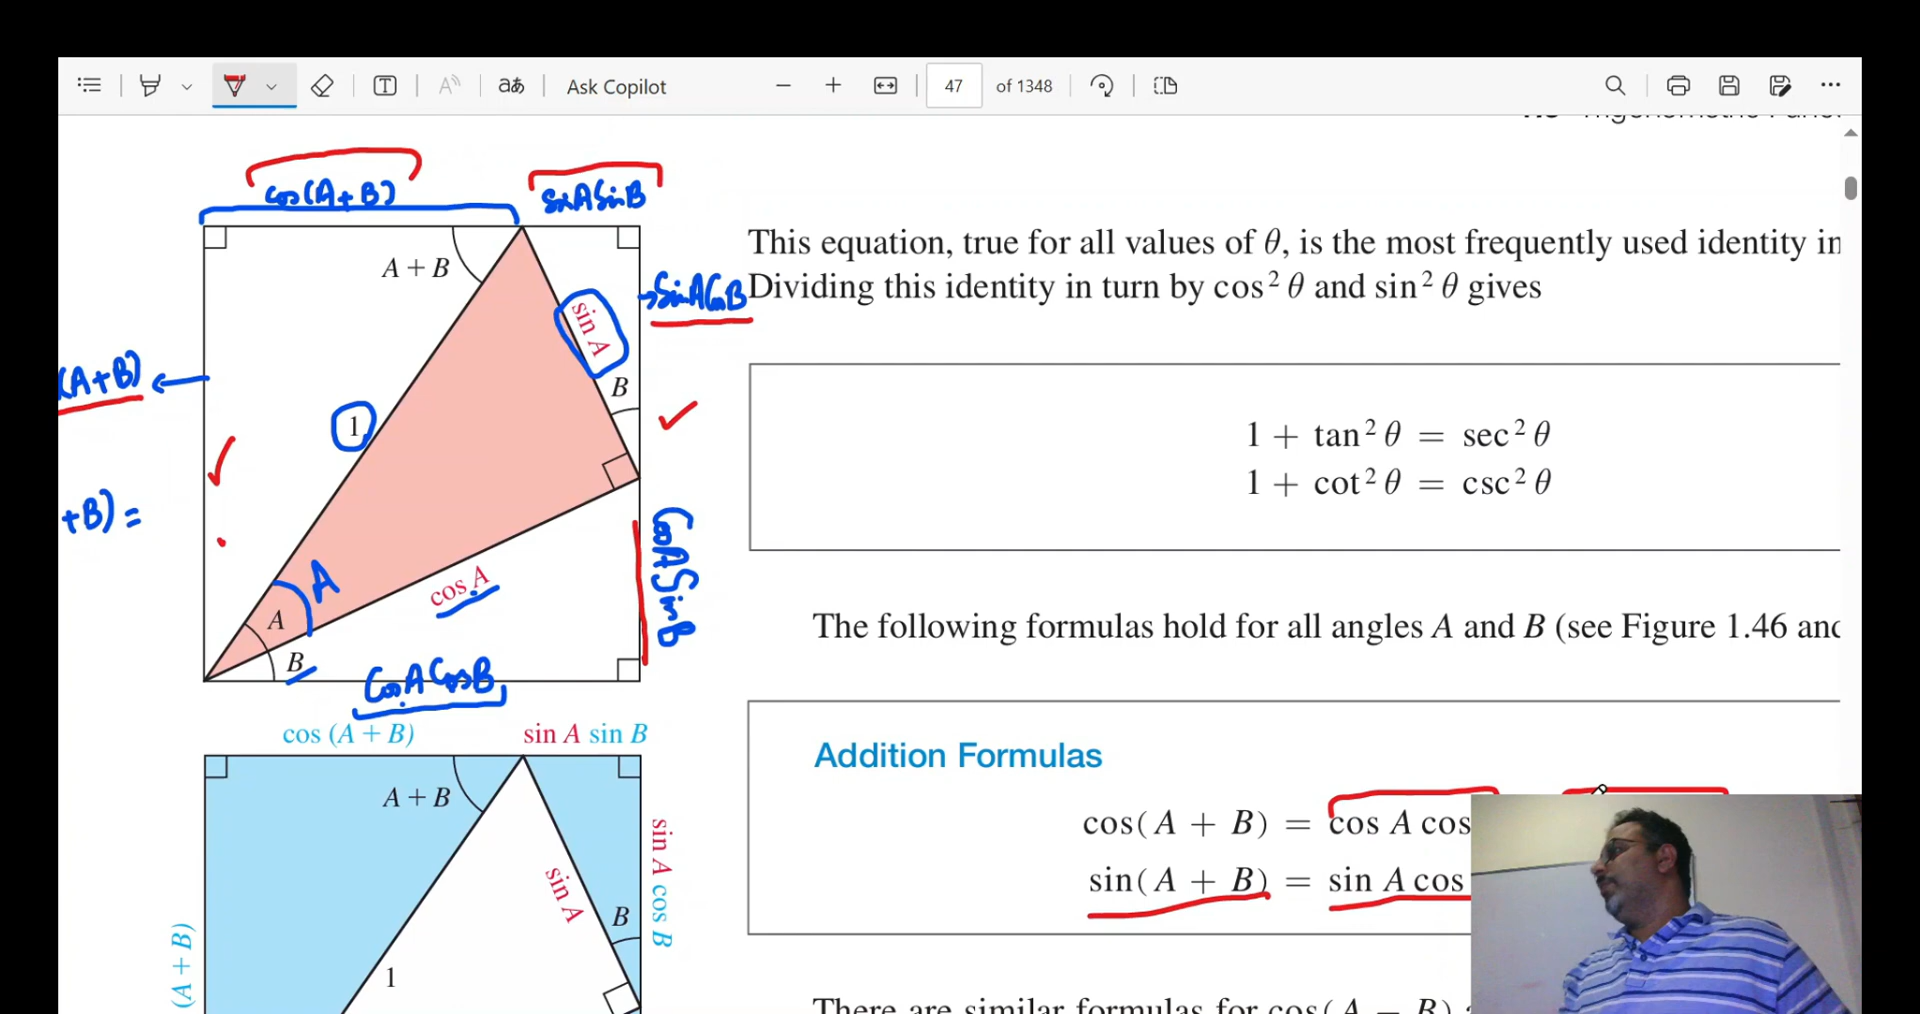 Ask Copilot
47 of 1348
cos(A+B)
sinAsinB
A + B
sin A
SinACosB
B
(A+B)
1
+B) =
A
A
B
cos A
CosASinB
CosACosB
cos (A + B)
sin A sin B
A + B
sin A
sin A cos B
B
(A + B)
1
This equation, true for all values of θ, is the most frequently used identity in
Dividing this identity in turn by cos² θ and sin² θ gives
1 + tan² θ = sec² θ
1 + cot² θ = csc² θ
The following formulas hold for all angles A and B (see Figure 1.46 and
Addition Formulas
cos(A + B) = cos A cos
sin(A + B) = sin A cos
There are similar formulas for cos(A − B)